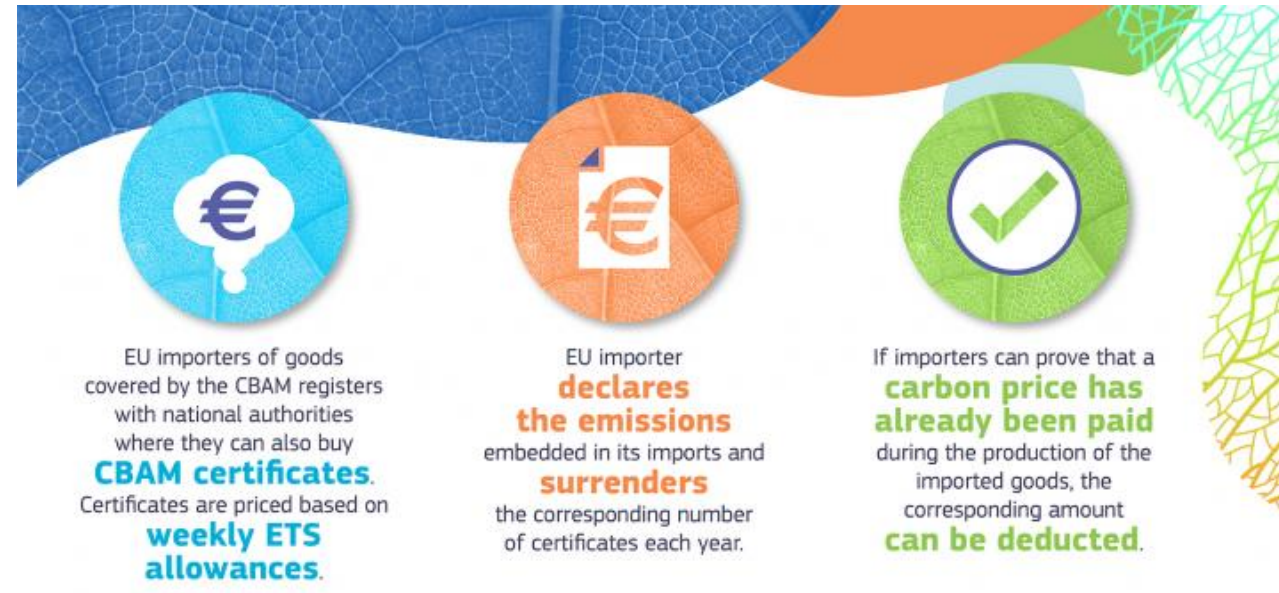 EU importers of goods
covered by the CBAM registers
with national authorities
where they can also buy
CBAM certificates.
Certificates are priced based on
weekly ETS
allowances.
EU importer
declares
the emissions
embedded in its imports and
surrenders
the corresponding number
of certificates each year.
If importers can prove that a
carbon price has
already been paid
during the production of the
imported goods, the
corresponding amount
can be deducted.